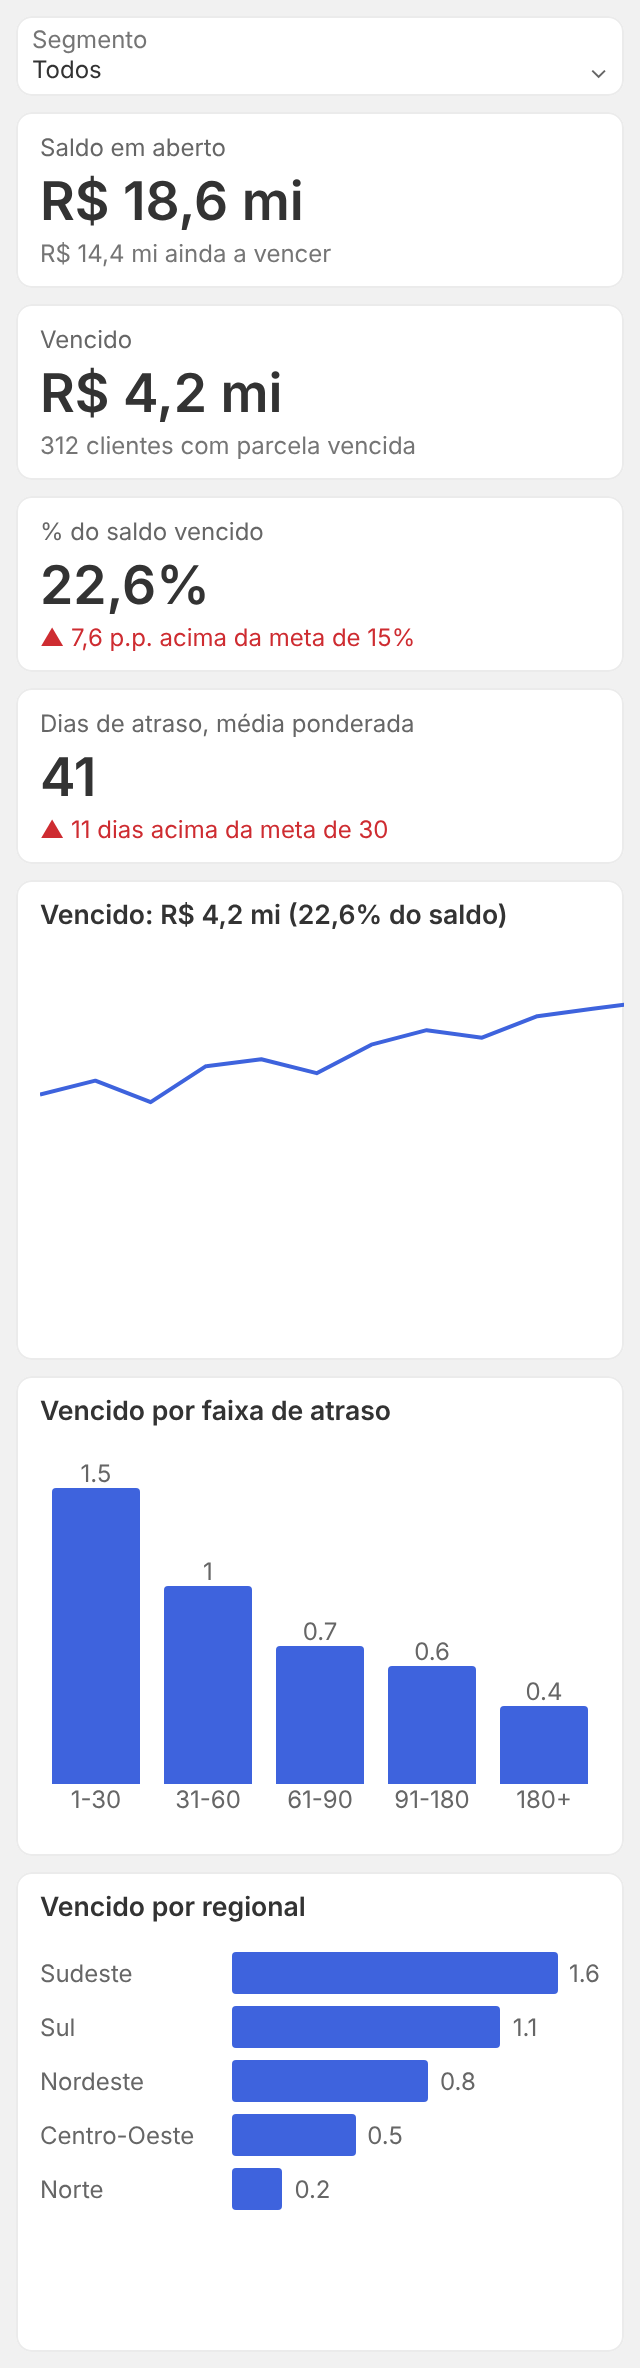 Segmento
Todos
Saldo em aberto
R$ 18,6 mi
R$ 14,4 mi ainda a vencer
Vencido
R$ 4,2 mi
312 clientes com parcela vencida
% do saldo vencido
22,6%
▲ 7,6 p.p. acima da meta de 15%
Dias de atraso, média ponderada
41
▲ 11 dias acima da meta de 30
Vencido: R$ 4,2 mi (22,6% do saldo)
Vencido por faixa de atraso
1.5
1
0.7
0.6
0.4
1-30 31-60 61-90 91-180 180+
Vencido por regional
Sudeste 1.6
Sul 1.1
Nordeste 0.8
Centro-Oeste 0.5
Norte 0.2